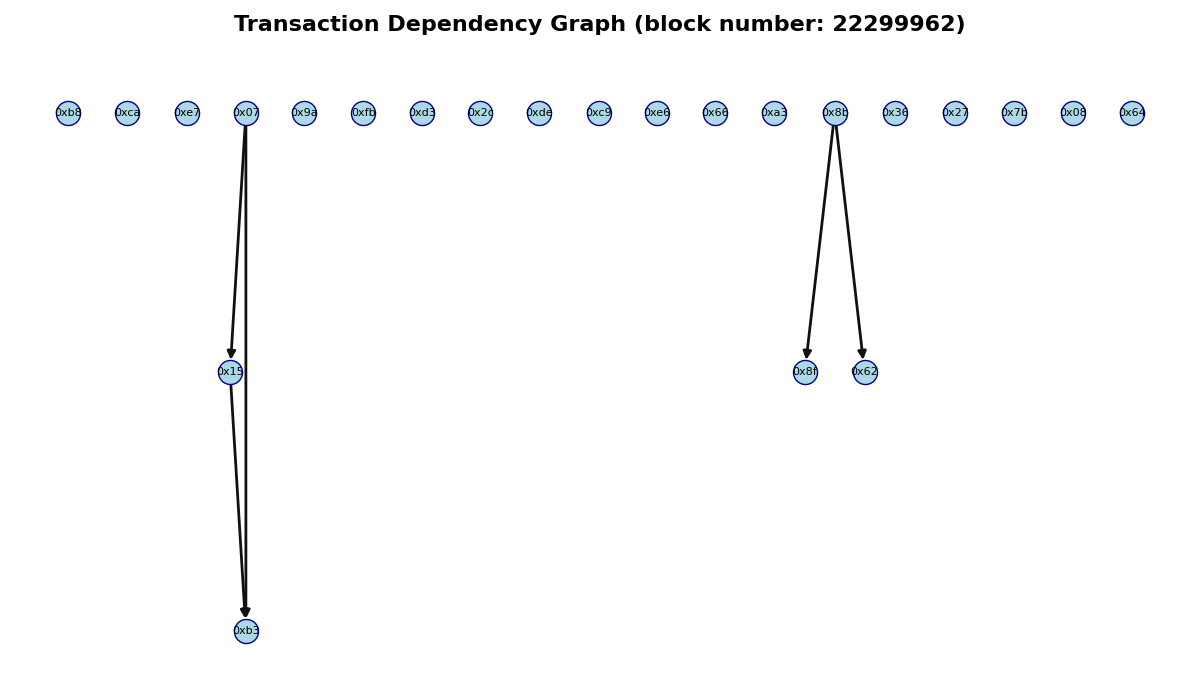 Transaction Dependency Graph (block number: 22299962)
0xb8 0xca 0xe7 0x07 0x9a 0xfb 0xd3 0x2c 0xde 0xc9 0xe6 0x66 0xa3 0x8b 0x36 0x27 0x7b 0x08 0x64
0x15 0x8f 0x62
0xb3